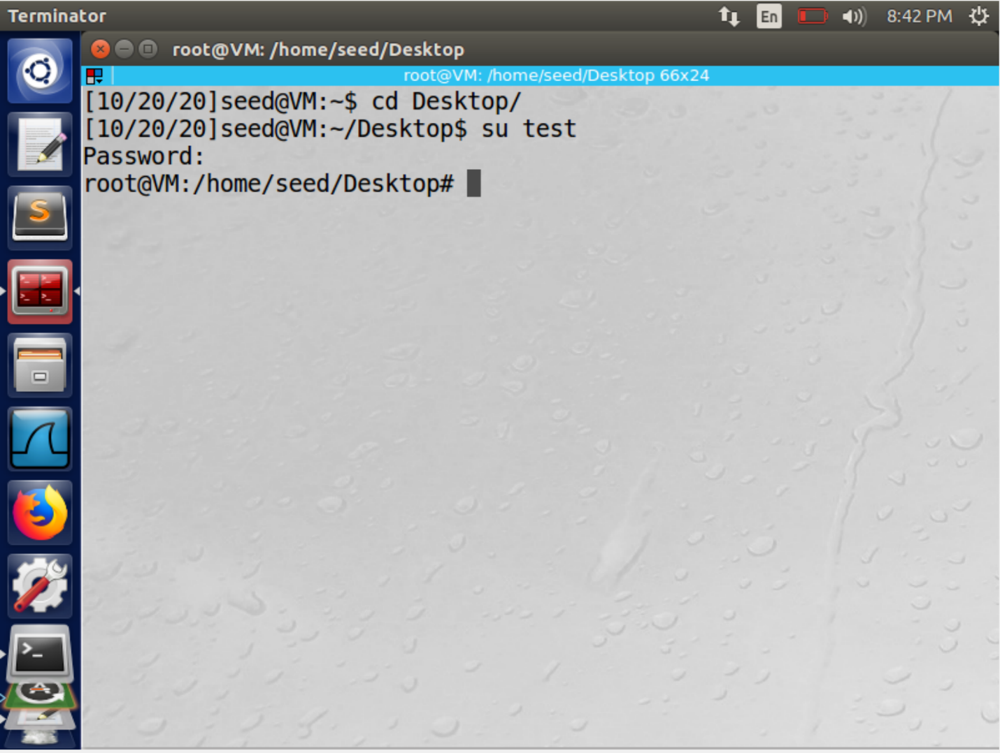 Terminator
En
8:42 PM
root@VM: /home/seed/Desktop
root@VM: /home/seed/Desktop 66x24
[10/20/20]seed@VM:~$ cd Desktop/
[10/20/20]seed@VM:~/Desktop$ su test
Password:
root@VM:/home/seed/Desktop#